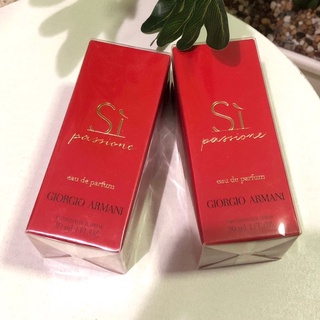 Sì
passione
eau de parfum
GIORGIO ARMANI
Sì
passione
eau de parfum
GIORGIO ARMANI